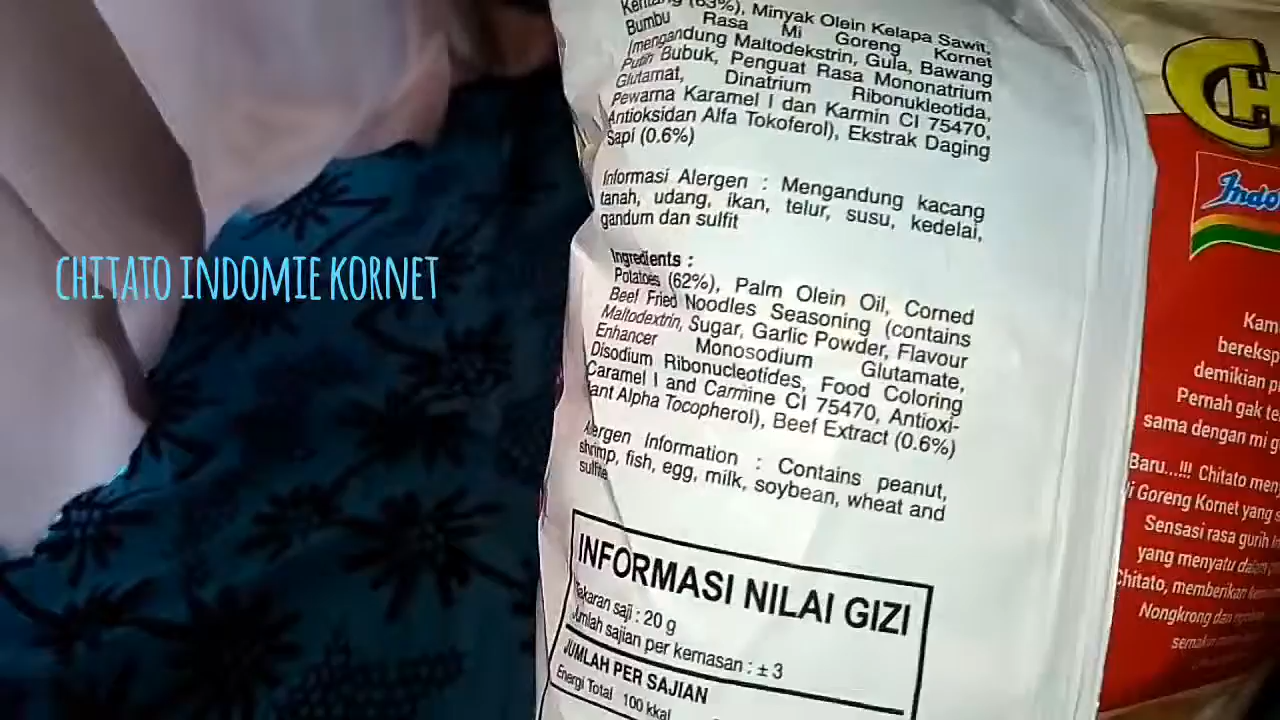 Kentang (63%), Minyak Olein Kelapa Sawit,
Bumbu Rasa Mi Goreng Kornet
(mengandung Maltodekstrin, Gula, Bawang
Putih Bubuk, Penguat Rasa Mononatrium
Glutamat, Dinatrium Ribonukleotida,
Pewarna Karamel I dan Karmin CI 75470,
Antioksidan Alfa Tokoferol), Ekstrak Daging
Sapi (0.6%)
Informasi Alergen : Mengandung kacang
tanah, udang, ikan, telur, susu, kedelai,
gandum dan sulfit
Ingredients :
Potatoes (62%), Palm Olein Oil, Corned
Beef Fried Noodles Seasoning (contains
Maltodextrin, Sugar, Garlic Powder, Flavour
Enhancer Monosodium Glutamate,
Disodium Ribonucleotides, Food Coloring
Caramel I and Carmine CI 75470, Antioxi-
dant Alpha Tocopherol), Beef Extract (0.6%)
Allergen Information : Contains peanut,
shrimp, fish, egg, milk, soybean, wheat and
sulfite
INFORMASI NILAI GIZI
Takaran saji : 20 g
Jumlah sajian per kemasan : ± 3
JUMLAH PER SAJIAN
Energi Total 100 kkal
CHITATO INDOMIE KORNET
CH
Indo
Kam
bereksp
demikian p
Pernah gak te
sama dengan mi g
Baru...!!! Chitato men
Mi Goreng Kornet yang s
Sensasi rasa gurih In
yang menyatu dalam
Chitato, memberikan
Nongkrong dan